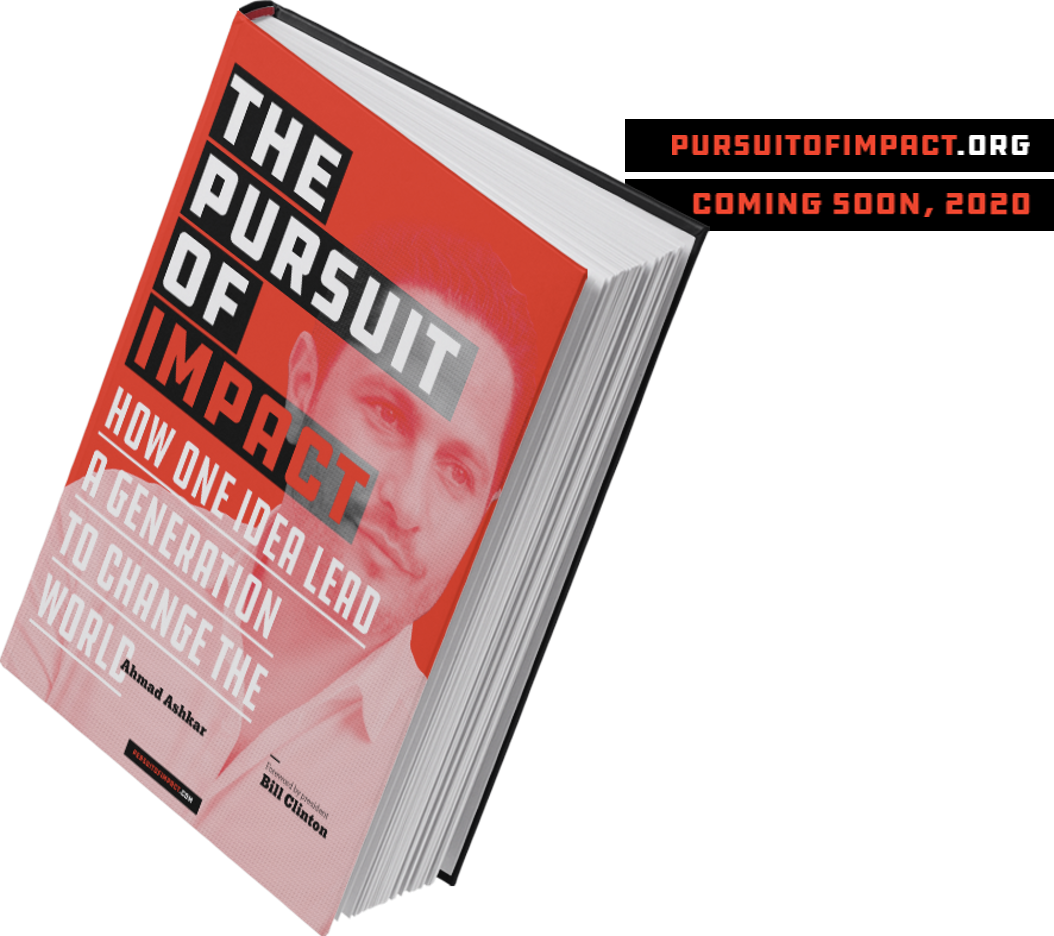 THE
PURSUIT
OF
IMPACT
HOW ONE IDEA LEAD
A GENERATION
TO CHANGE THE
WORLD
Ahmad Ashkar
PURSUITOFIMPACT.COM
Foreword by president
Bill Clinton
PURSUITOFIMPACT.ORG
COMING SOON, 2020